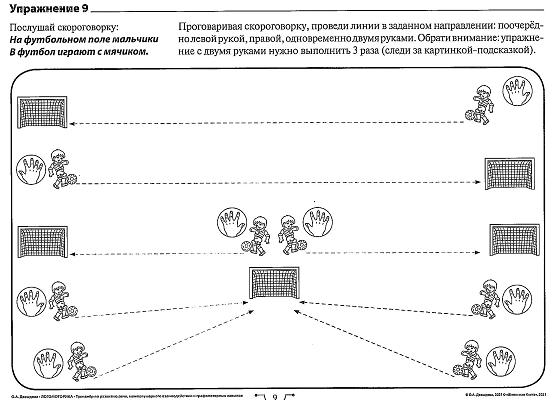 Упражнение 9
Послушай скороговорку:
На футбольном поле мальчики
В футбол играют с мячиком.
Проговаривая скороговорку, проведи линии в заданном направлении: поочерёд-
но левой рукой, правой, одновременно двумя руками. Обрати внимание: упражне-
ние с двумя руками нужно выполнить 3 раза (следи за картинкой-подсказкой).
9